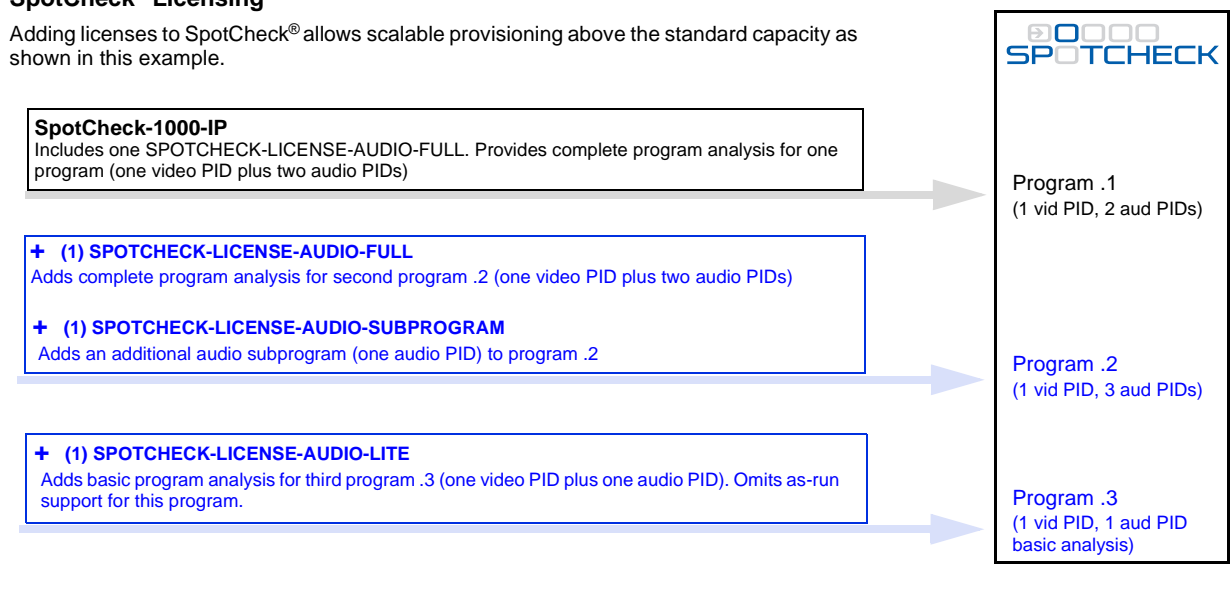 SpotCheck® Licensing
Adding licenses to SpotCheck® allows scalable provisioning above the standard capacity as
shown in this example.
SPOTCHECK
SpotCheck-1000-IP
Includes one SPOTCHECK-LICENSE-AUDIO-FULL. Provides complete program analysis for one
program (one video PID plus two audio PIDs)
Program .1
(1 vid PID, 2 aud PIDs)
+ (1) SPOTCHECK-LICENSE-AUDIO-FULL
Adds complete program analysis for second program .2 (one video PID plus two audio PIDs)
+ (1) SPOTCHECK-LICENSE-AUDIO-SUBPROGRAM
Adds an additional audio subprogram (one audio PID) to program .2
Program .2
(1 vid PID, 3 aud PIDs)
+ (1) SPOTCHECK-LICENSE-AUDIO-LITE
Adds basic program analysis for third program .3 (one video PID plus one audio PID). Omits as-run
support for this program.
Program .3
(1 vid PID, 1 aud PID
basic analysis)